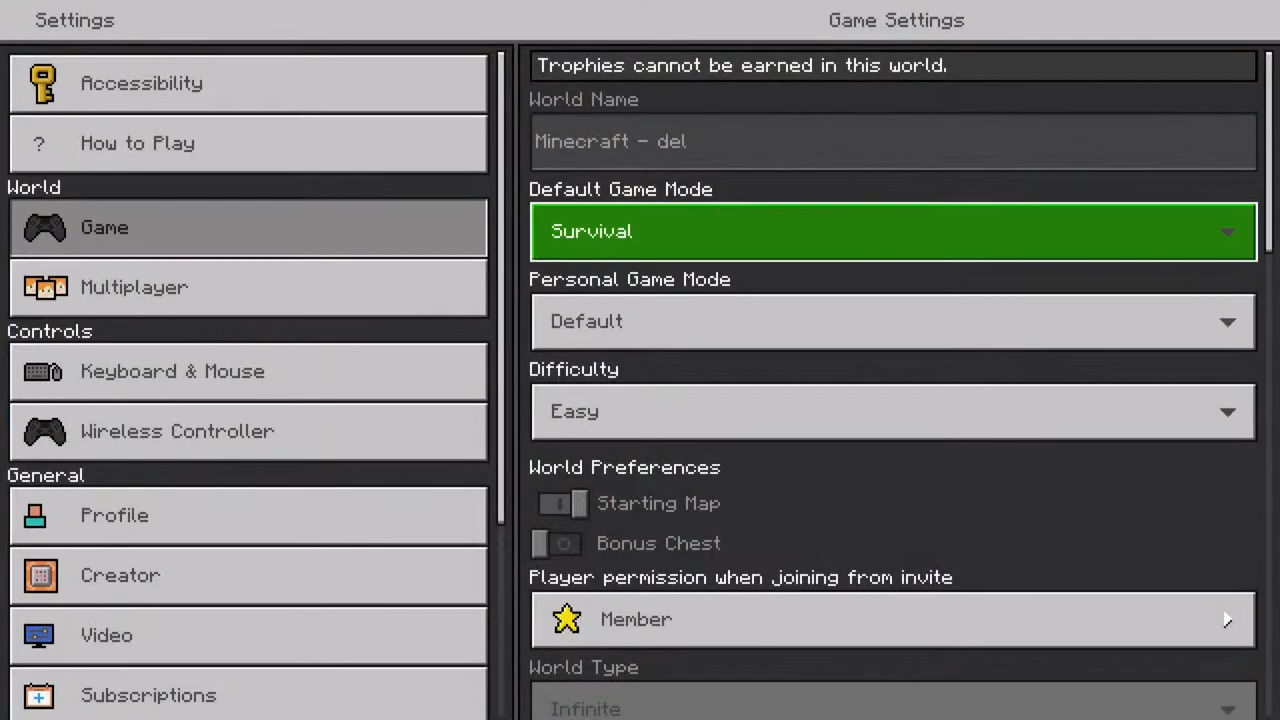 Settings
Game Settings
Accessibility
How to Play
World
Game
Multiplayer
Controls
Keyboard & Mouse
Wireless Controller
General
Profile
Creator
Video
Subscriptions
Trophies cannot be earned in this world.
World Name
Minecraft - del
Default Game Mode
Survival
Personal Game Mode
Default
Difficulty
Easy
World Preferences
Starting Map
Bonus Chest
Player permission when joining from invite
Member
World Type
Infinite